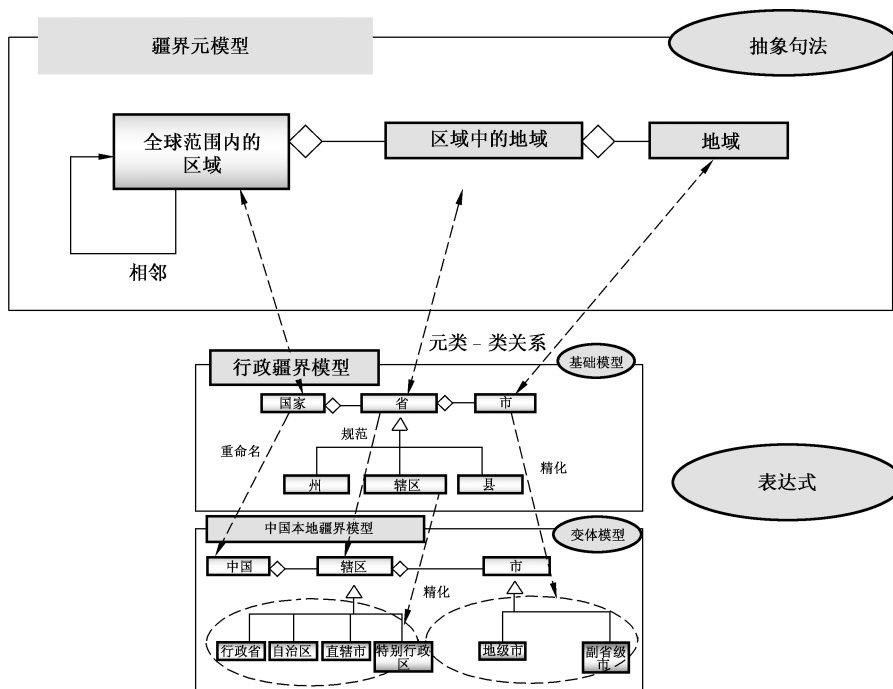 疆界元模型
抽象句法
全球范围内的
区域
区域中的地域
地域
相邻
元类 – 类关系
行政疆界模型
基础模型
国家
省
市
重命名
规范
精化
州
辖区
县
表达式
中国本地疆界模型
变体模型
中国
辖区
市
精化
行政省
自治区
直辖市
特别行政
区
地级市
副省级
市